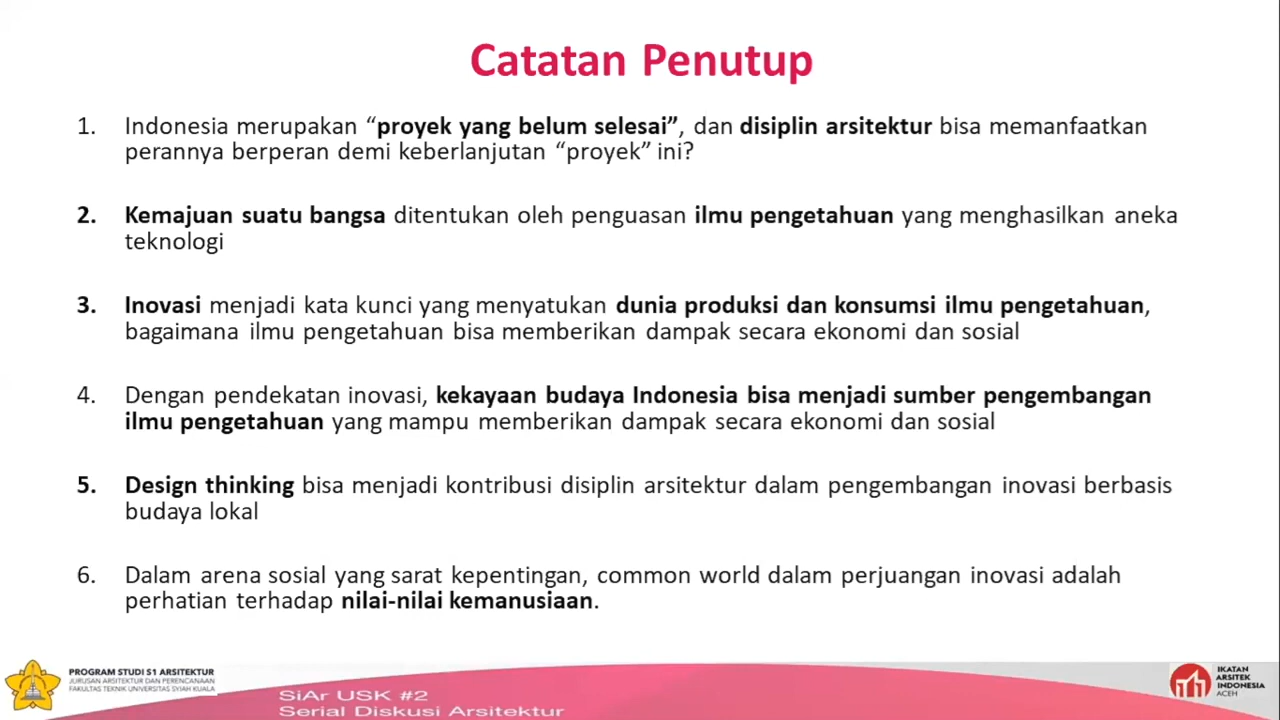 Catatan Penutup
1. Indonesia merupakan “proyek yang belum selesai”, dan disiplin arsitektur bisa memanfaatkan
perannya berperan demi keberlanjutan “proyek” ini?
2. Kemajuan suatu bangsa ditentukan oleh penguasan ilmu pengetahuan yang menghasilkan aneka
teknologi
3. Inovasi menjadi kata kunci yang menyatukan dunia produksi dan konsumsi ilmu pengetahuan,
bagaimana ilmu pengetahuan bisa memberikan dampak secara ekonomi dan sosial
4. Dengan pendekatan inovasi, kekayaan budaya Indonesia bisa menjadi sumber pengembangan
ilmu pengetahuan yang mampu memberikan dampak secara ekonomi dan sosial
5. Design thinking bisa menjadi kontribusi disiplin arsitektur dalam pengembangan inovasi berbasis
budaya lokal
6. Dalam arena sosial yang sarat kepentingan, common world dalam perjuangan inovasi adalah
perhatian terhadap nilai-nilai kemanusiaan.
PROGRAM STUDI S1 ARSITEKTUR
JURUSAN ARSITEKTUR DAN PERENCANAAN
FAKULTAS TEKNIK UNIVERSITAS SYIAH KUALA
SiAr USK #2
Serial Diskusi Arsitektur
IKATAN
ARSITEK
INDONESIA
ACEH